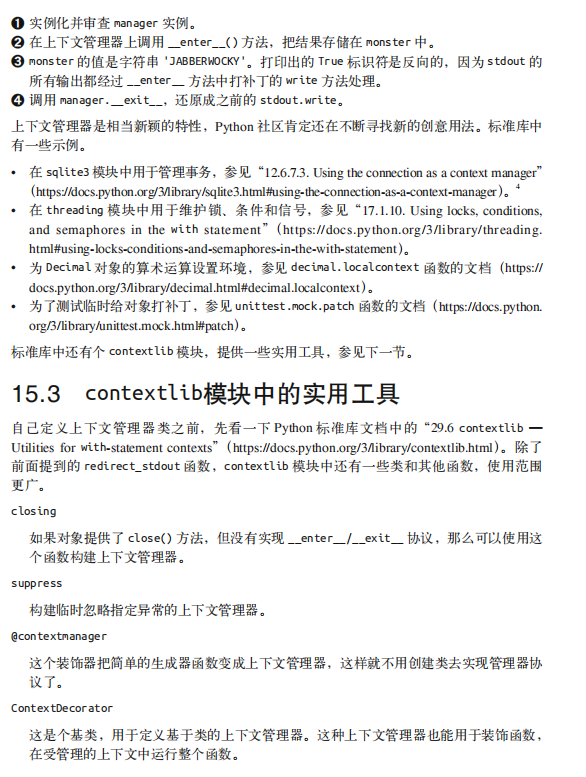 ❶ 实例化并审查 manager 实例。
❷ 在上下文管理器上调用 __enter__() 方法，把结果存储在 monster 中。
❸ monster 的值是字符串 'JABBERWOCKY'。打印出的 True 标识符是反向的，因为 stdout 的
所有输出都经过 __enter__ 方法中打补丁的 write 方法处理。
❹ 调用 manager.__exit__，还原成之前的 stdout.write。
上下文管理器是相当新颖的特性，Python 社区肯定还在不断寻找新的创意用法。标准库中
有一些示例。
• 在 sqlite3 模块中用于管理事务，参见“12.6.7.3. Using the connection as a context manager”
（https://docs.python.org/3/library/sqlite3.html#using-the-connection-as-a-context-manager）。4
• 在 threading 模块中用于维护锁、条件和信号，参见“17.1.10. Using locks, conditions,
and semaphores in the with statement”（https://docs.python.org/3/library/threading.
html#using-locks-conditions-and-semaphores-in-the-with-statement）。
• 为 Decimal 对象的算术运算设置环境，参见 decimal.localcontext 函数的文档（https://
docs.python.org/3/library/decimal.html#decimal.localcontext）。
• 为了测试临时给对象打补丁，参见 unittest.mock.patch 函数的文档（https://docs.python.
org/3/library/unittest.mock.html#patch）。
标准库中还有个 contextlib 模块，提供一些实用工具，参见下一节。
15.3 contextlib模块中的实用工具
自己定义上下文管理器类之前，先看一下 Python 标准库文档中的“29.6 contextlib —
Utilities for with-statement contexts”（https://docs.python.org/3/library/contextlib.html）。除了
前面提到的 redirect_stdout 函数，contextlib 模块中还有一些类和其他函数，使用范围
更广。
closing
如果对象提供了 close() 方法，但没有实现 __enter__/__exit__ 协议，那么可以使用这
个函数构建上下文管理器。
suppress
构建临时忽略指定异常的上下文管理器。
@contextmanager
这个装饰器把简单的生成器函数变成上下文管理器，这样就不用创建类去实现管理器协
议了。
ContextDecorator
这是个基类，用于定义基于类的上下文管理器。这种上下文管理器也能用于装饰函数，
在受管理的上下文中运行整个函数。